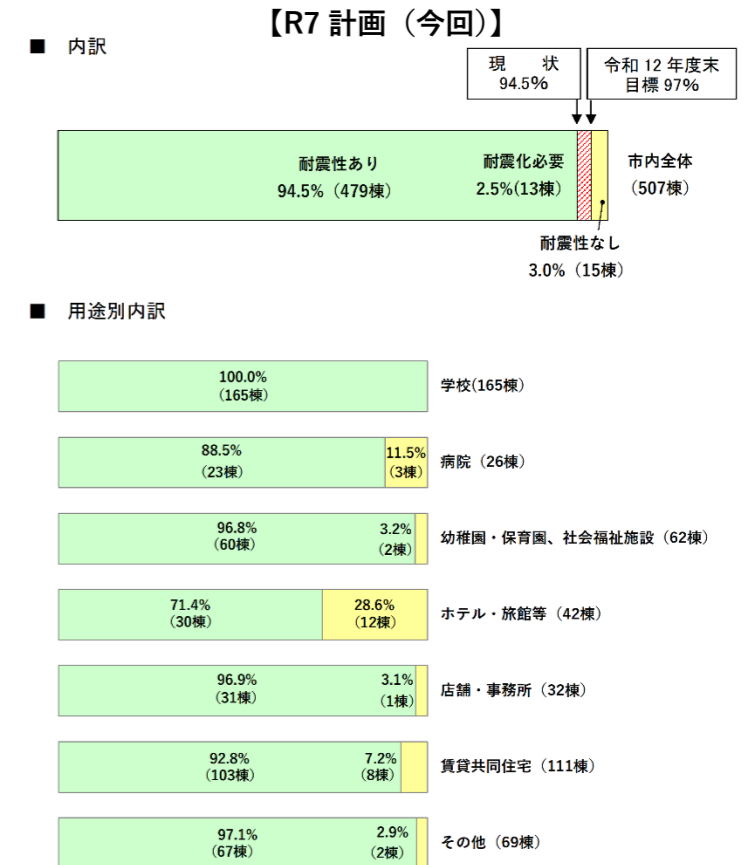 【R7 計画（今回）】
■ 内訳
現 状
94.5%
令和 12 年度末
目標 97%
耐震性あり
94.5%（479棟）
耐震化必要
2.5%(13棟）
市内全体
（507棟）
耐震性なし
3.0%（15棟）
■ 用途別内訳
100.0%
（165棟）
学校(165棟）
88.5%
（23棟）
11.5%
（3棟）
病院（26棟）
96.8%
（60棟）
3.2%
（2棟）
幼稚園・保育園、社会福祉施設（62棟）
71.4%
（30棟）
28.6%
（12棟）
ホテル・旅館等（42棟）
96.9%
（31棟）
3.1%
（1棟）
店舗・事務所（32棟）
92.8%
（103棟）
7.2%
（8棟）
賃貸共同住宅（111棟）
97.1%
（67棟）
2.9%
（2棟）
その他（69棟）